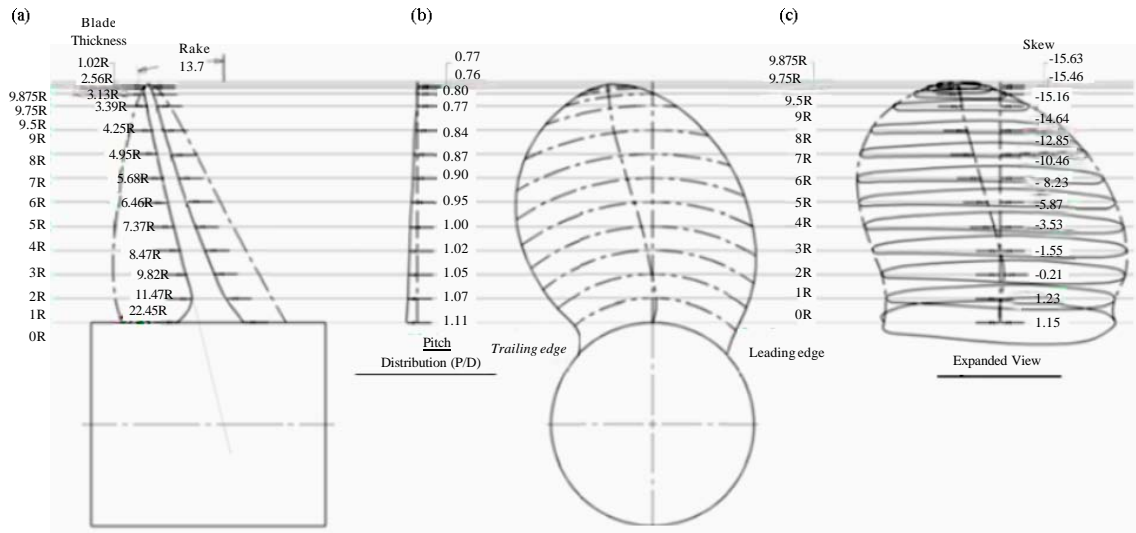 (a)
Blade
Thickness
Rake
13.7
1.02R
2.56R
3.13R
3.39R
4.25R
4.95R
5.68R
6.46R
7.37R
8.47R
9.82R
11.47R
22.45R
9.875R
9.75R
9.5R
9R
8R
7R
6R
5R
4R
3R
2R
1R
0R
(b)
0.77
0.76
0.80
0.77
0.84
0.87
0.90
0.95
1.00
1.02
1.05
1.07
1.11
Pitch
Distribution (P/D)
Trailing edge
Leading edge
(c)
9.875R
9.75R
9.5R
9R
8R
7R
6R
5R
4R
3R
2R
1R
0R
Skew
-15.63
-15.46
-15.16
-14.64
-12.85
-10.46
- 8.23
-5.87
-3.53
-1.55
-0.21
1.23
1.15
Expanded View